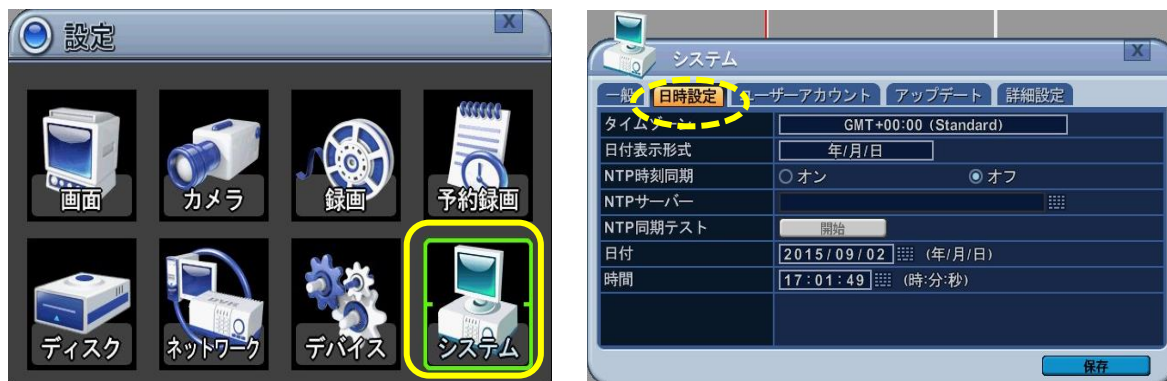 設定
X
画面
カメラ
録画
予約録画
ディスク
ネットワーク
デバイス
システム
システム
X
一般 日時設定 ユーザーアカウント アップデート 詳細設定
タイムゾーン GMT+00:00 (Standard)
日付表示形式 年/月/日
NTP時刻同期 オン オフ
NTPサーバー
NTP同期テスト 開始
日付 2015/09/02 (年/月/日)
時間 17:01:49 (時:分:秒)
保存